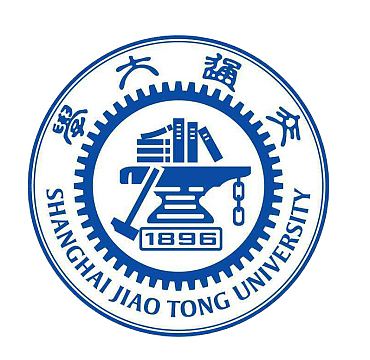 交通大學
1896
SHANGHAI JIAO TONG UNIVERSITY